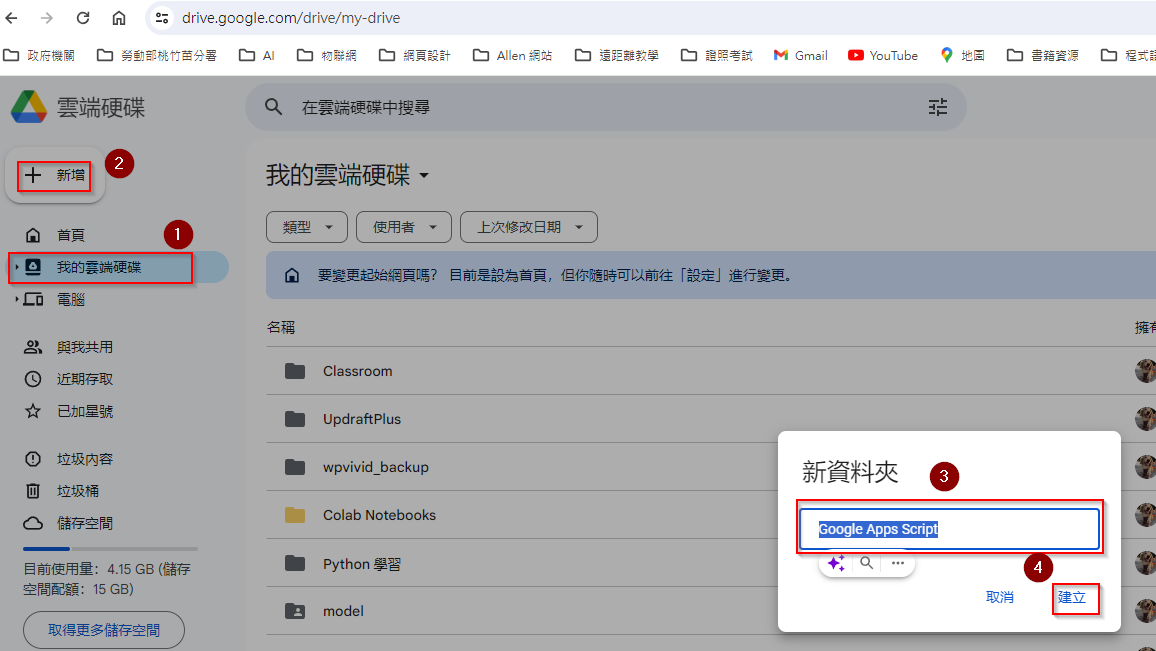 drive.google.com/drive/my-drive
政府機關 勞動部桃竹苗分署 AI 物聯網 網頁設計 Allen 網站 遠距離教學 證照考試 Gmail YouTube 地圖 書籍資源 程式
雲端硬碟
在雲端硬碟中搜尋
新增
2
我的雲端硬碟
類型 使用者 上次修改日期
首頁
1
我的雲端硬碟
要變更起始網頁嗎? 目前是設為首頁,但你隨時可以前往「設定」進行變更。
電腦
名稱
擁有
與我共用
近期存取
已加星號
垃圾內容
垃圾桶
儲存空間
目前使用量:4.15 GB (儲存
空間配額:15 GB)
取得更多儲存空間
Classroom
UpdraftPlus
wpvivid_backup
Colab Notebooks
Python 學習
model
新資料夾
3
Google Apps Script
4
取消 建立